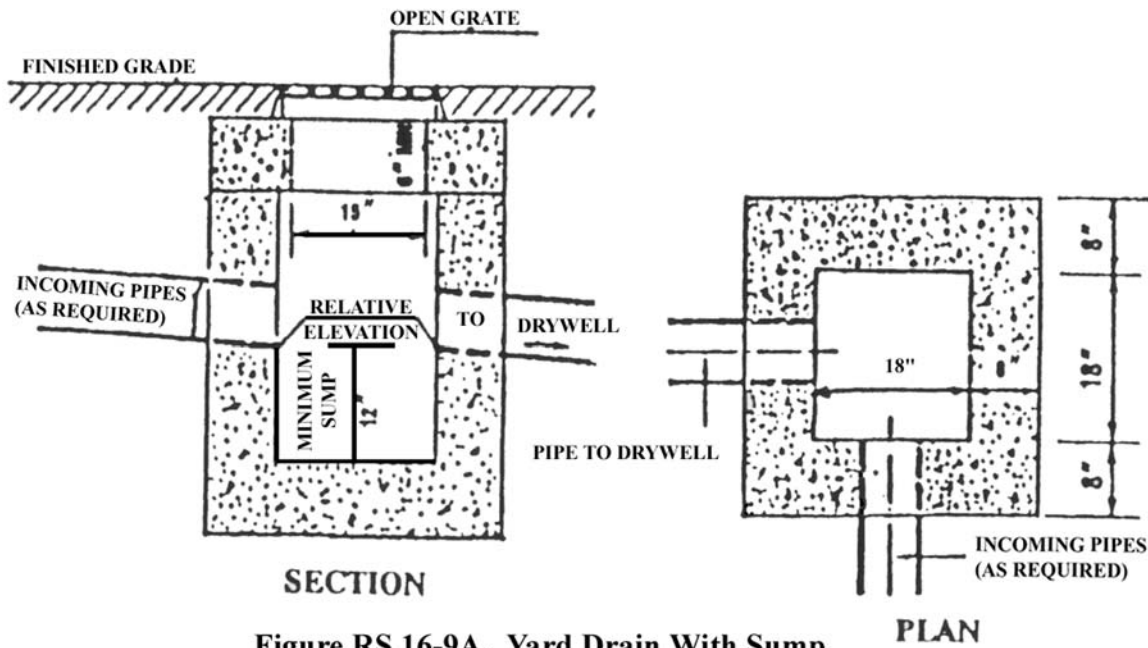 OPEN GRATE
FINISHED GRADE
15"
INCOMING PIPES
(AS REQUIRED)
RELATIVE
ELEVATION
TO
DRYWELL
MINIMUM
SUMP
12"
SECTION
8"
18"
18"
8"
PIPE TO DRYWELL
INCOMING PIPES
(AS REQUIRED)
PLAN
Figure RS 16-9A. Yard Drain With Sump